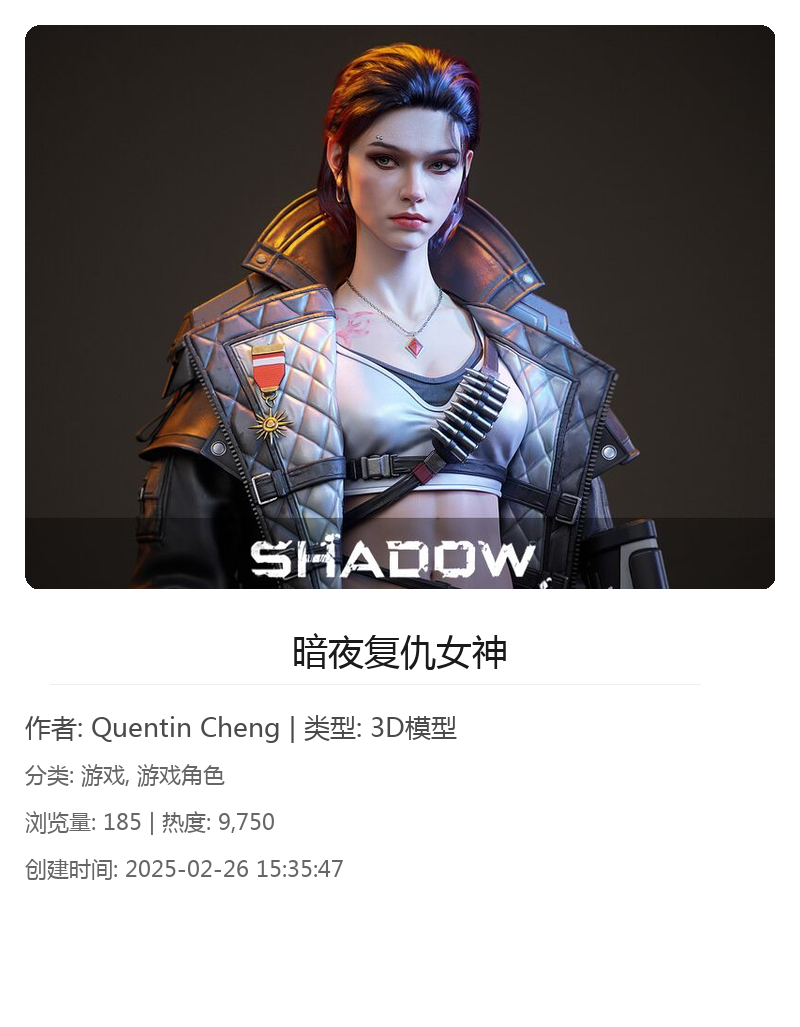 SHADOW
暗夜复仇女神
作者: Quentin Cheng | 类型: 3D模型
分类: 游戏, 游戏角色
浏览量: 185 | 热度: 9,750
创建时间: 2025-02-26 15:35:47